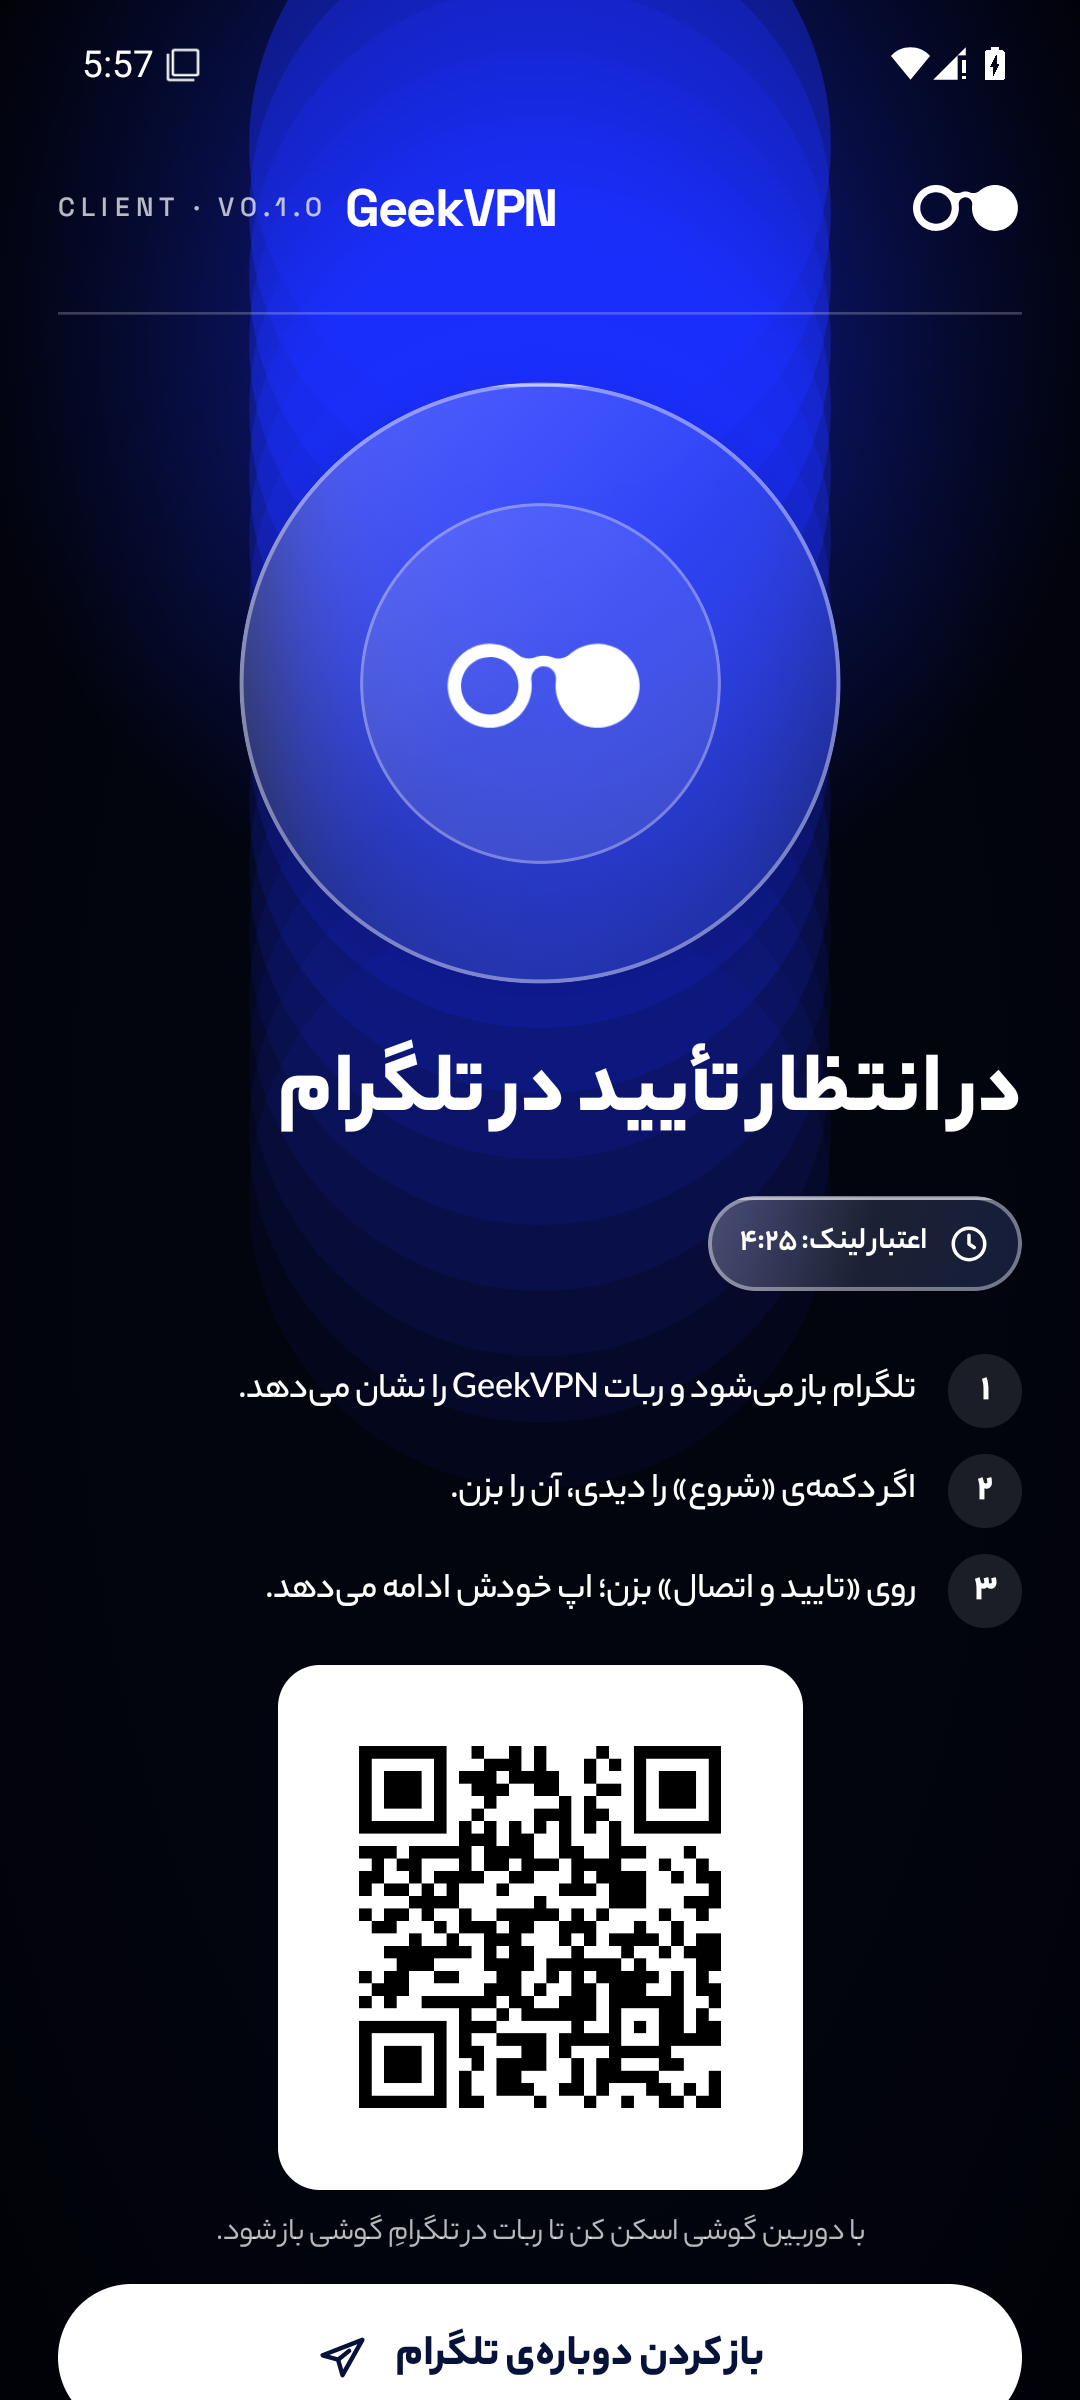 5:57
CLIENT · V0.1.0 GeekVPN
در انتظار تأیید در تلگرام
اعتبار لینک: ۴:۲۵
۱
تلگرام باز می‌شود و ربات GeekVPN را نشان می‌دهد.
۲
اگر دکمه‌ی «شروع» را دیدی، آن را بزن.
۳
روی «تایید و اتصال» بزن؛ اپ خودش ادامه می‌دهد.
با دوربین گوشی اسکن کن تا ربات در تلگرامِ گوشی باز شود.
باز کردن دوباره‌ی تلگرام